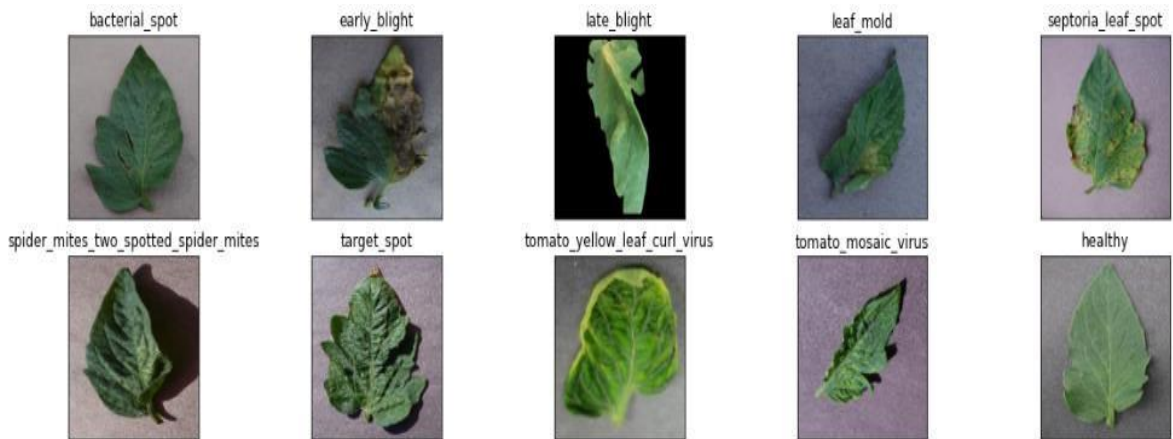 bacterial_spot
early_blight
late_blight
leaf_mold
septoria_leaf_spot
spider_mites_two_spotted_spider_mites
target_spot
tomato_yellow_leaf_curl_virus
tomato_mosaic_virus
healthy